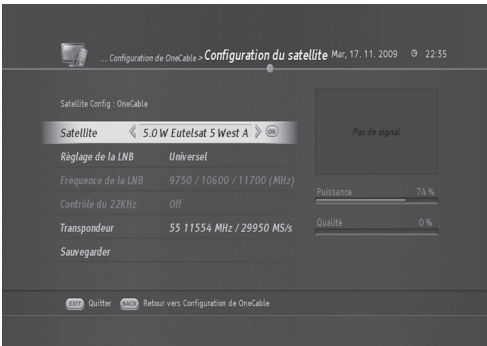 ... Configuration de OneCable > Configuration du satellite Mar, 17. 11. 2009 22:35
Satellite Config : OneCable
Satellite 5.0 W Eutelsat 5 West A OK
Pas de signal
Règlage de la LNB Universel
Frèquence de la LNB 9750 / 10600 / 11700 (MHz)
Puissance 74 %
Contrôle du 22KHz Off
Transpondeur 55 11554 MHz / 29950 MS/s
Qualité 0 %
Sauvegarder
EXIT Quitter BACK Retour vers Configuration de OneCable